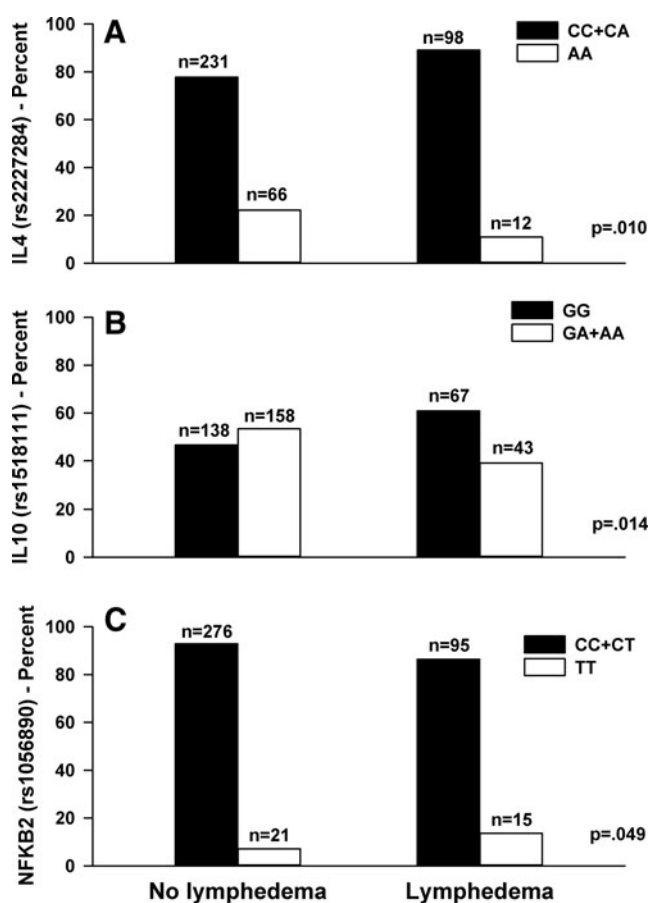 A
IL4 (rs2227284) - Percent
100
80
60
40
20
0
n=231
n=66
n=98
n=12
CC+CA
AA
p=.010
B
IL10 (rs1518111) - Percent
100
80
60
40
20
0
n=138
n=158
n=67
n=43
GG
GA+AA
p=.014
C
NFKB2 (rs1056890) - Percent
100
80
60
40
20
0
n=276
n=21
n=95
n=15
CC+CT
TT
p=.049
No lymphedema
Lymphedema